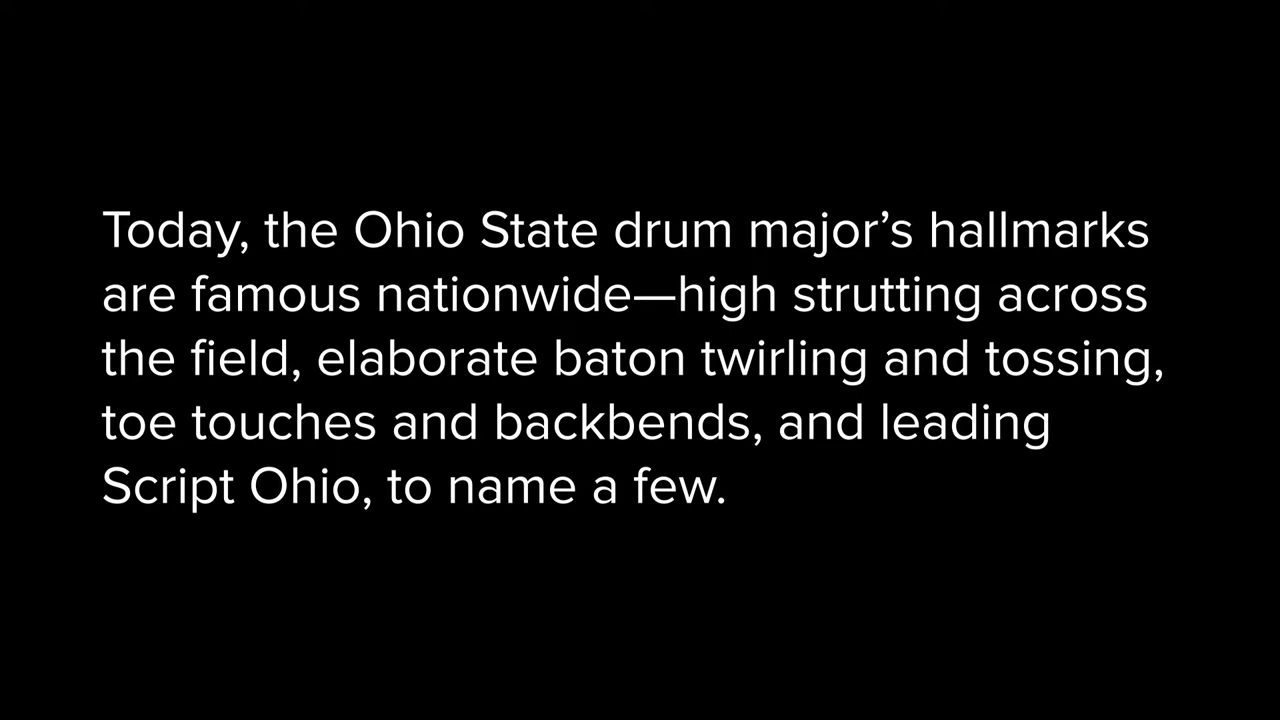 Today, the Ohio State drum major’s hallmarks
are famous nationwide—high strutting across
the field, elaborate baton twirling and tossing,
toe touches and backbends, and leading
Script Ohio, to name a few.